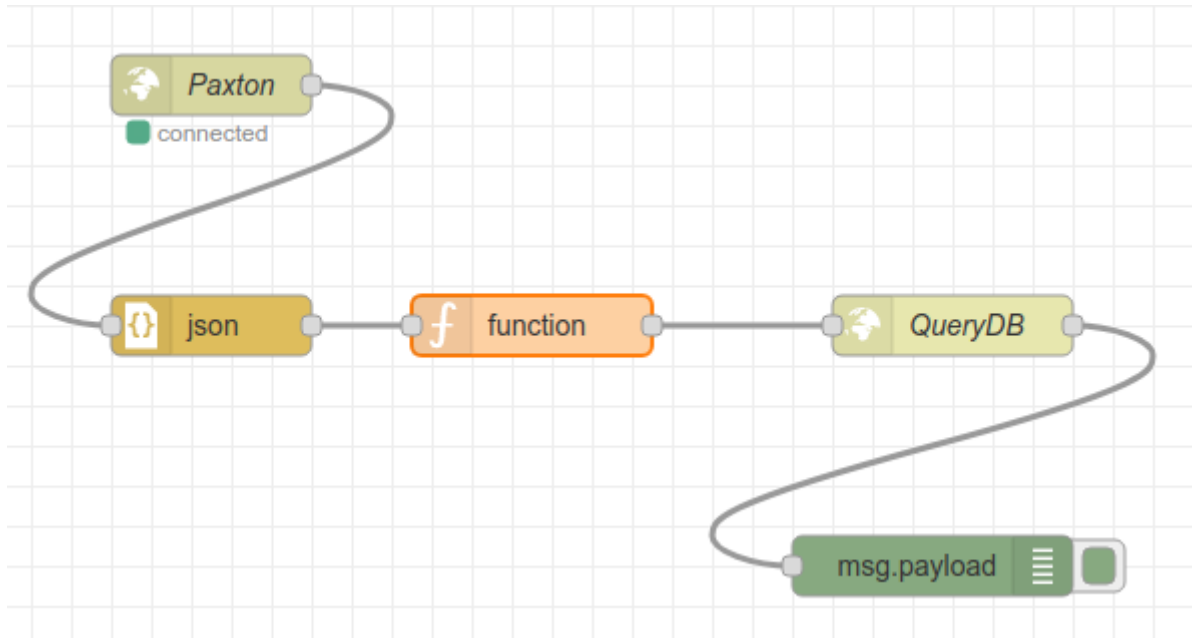 Paxton
connected
json
function
QueryDB
msg.payload